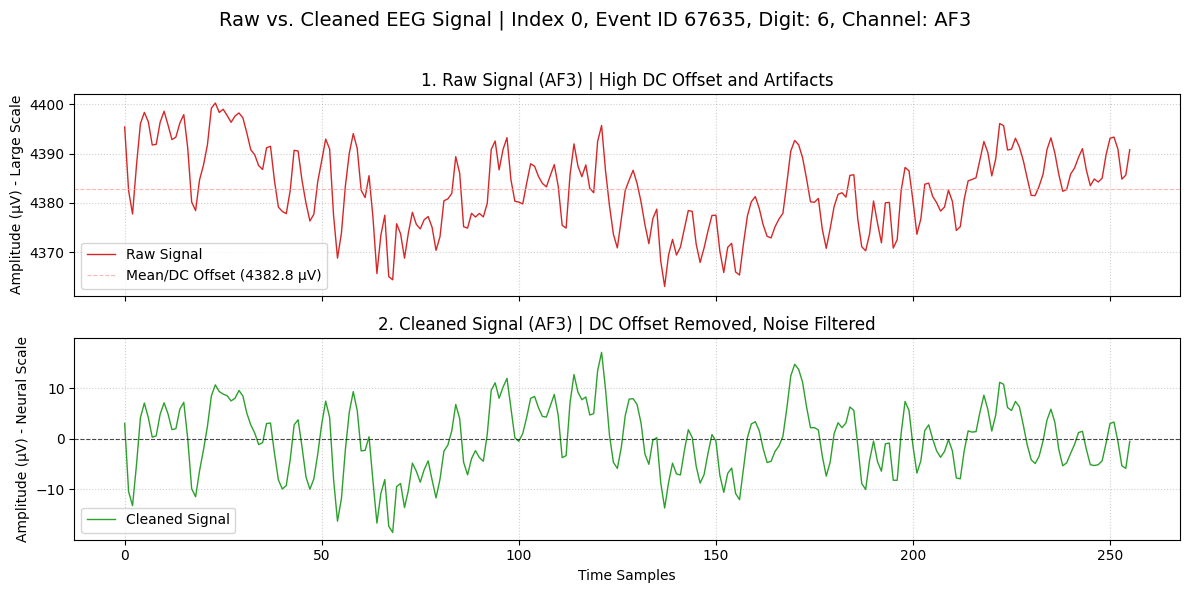 Raw vs. Cleaned EEG Signal | Index 0, Event ID 67635, Digit: 6, Channel: AF3
1. Raw Signal (AF3) | High DC Offset and Artifacts
Amplitude (µV) - Large Scale
4400
4390
4380
4370
Raw Signal
Mean/DC Offset (4382.8 µV)
2. Cleaned Signal (AF3) | DC Offset Removed, Noise Filtered
Amplitude (µV) - Neural Scale
10
0
−10
Cleaned Signal
0 50 100 150 200 250
Time Samples